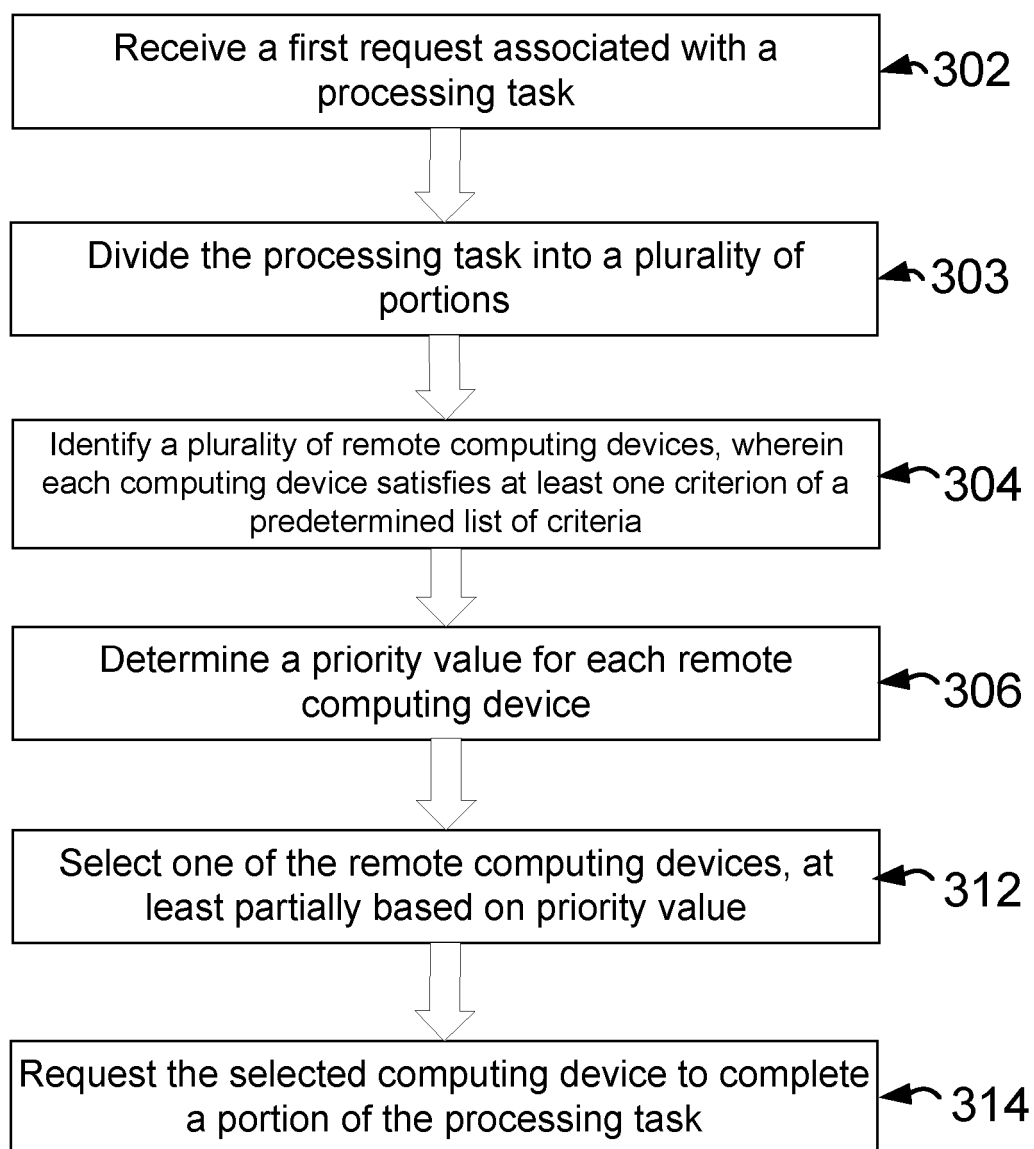 Receive a first request associated with a
processing task
302
Divide the processing task into a plurality of
portions
303
Identify a plurality of remote computing devices, wherein
each computing device satisfies at least one criterion of a
predetermined list of criteria
304
Determine a priority value for each remote
computing device
306
Select one of the remote computing devices, at
least partially based on priority value
312
Request the selected computing device to complete
a portion of the processing task
314